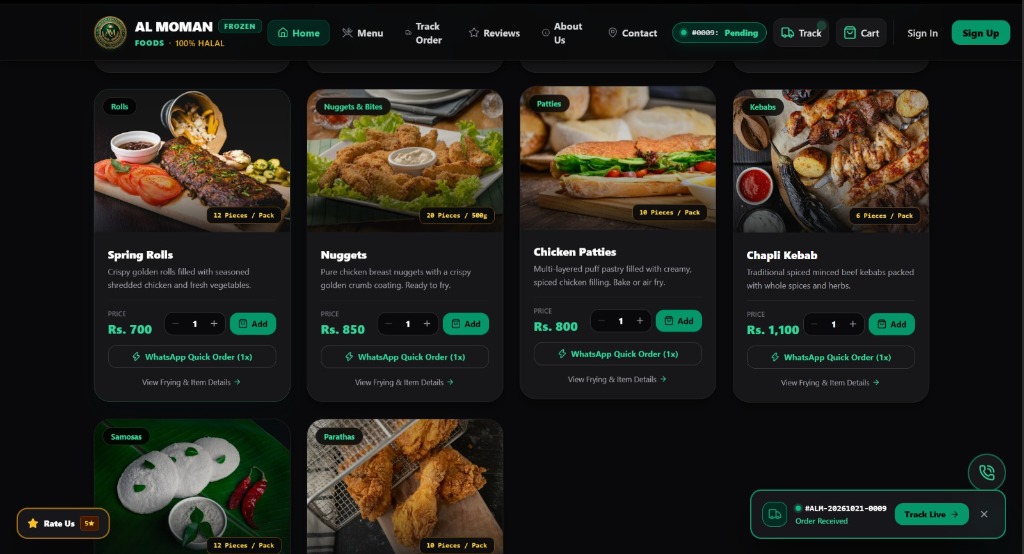 AL MOMAN FROZEN
FOODS · 100% HALAL
Home
Menu
Track
Order
Reviews
About
Us
Contact
#0009: Pending
Track
Cart
Sign In
Sign Up
Rolls
12 Pieces / Pack
Spring Rolls
Crispy golden rolls filled with seasoned
shredded chicken and fresh vegetables.
PRICE
Rs. 700
− 1 +
Add
WhatsApp Quick Order (1x)
View Frying & Item Details →
Nuggets & Bites
20 Pieces / 500g
Nuggets
Pure chicken breast nuggets with a crispy
golden crumb coating. Ready to fry.
PRICE
Rs. 850
− 1 +
Add
WhatsApp Quick Order (1x)
View Frying & Item Details →
Patties
10 Pieces / Pack
Chicken Patties
Multi-layered puff pastry filled with creamy,
spiced chicken filling. Bake or air fry.
PRICE
Rs. 800
− 1 +
Add
WhatsApp Quick Order (1x)
View Frying & Item Details →
Kebabs
6 Pieces / Pack
Chapli Kebab
Traditional spiced minced beef kebabs packed
with whole spices and herbs.
PRICE
Rs. 1,100
− 1 +
Add
WhatsApp Quick Order (1x)
View Frying & Item Details →
Samosas
12 Pieces / Pack
Parathas
10 Pieces / Pack
Rate Us 5★
#ALM-20261021-0009
Order Received
Track Live →